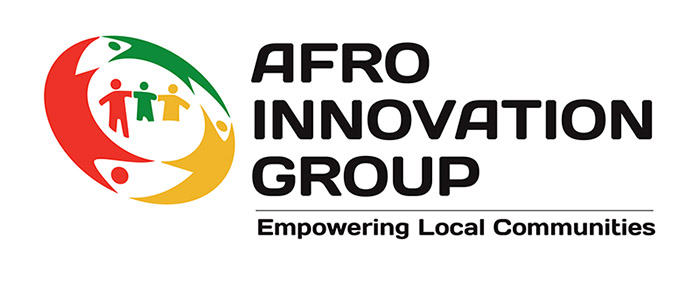 AFRO
INNOVATION
GROUP
Empowering Local Communities